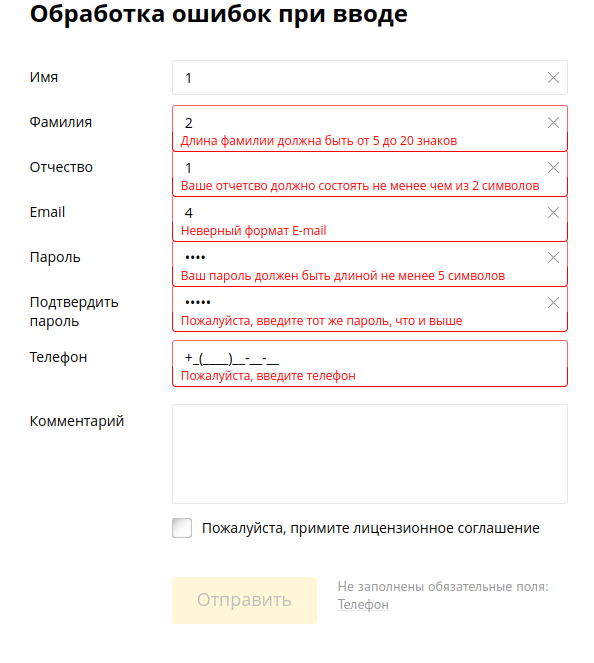 Обработка ошибок при вводе
Имя
1
Фамилия
2
Длина фамилии должна быть от 5 до 20 знаков
Отчество
1
Ваше отчетсво должно состоять не менее чем из 2 символов
Email
4
Неверный формат E-mail
Пароль
••••
Ваш пароль должен быть длиной не менее 5 символов
Подтвердить
пароль
•••••
Пожалуйста, введите тот же пароль, что и выше
Телефон
+_(____)__-__-__
Пожалуйста, введите телефон
Комментарий
Пожалуйста, примите лицензионное соглашение
Отправить
Не заполнены обязательные поля:
Телефон